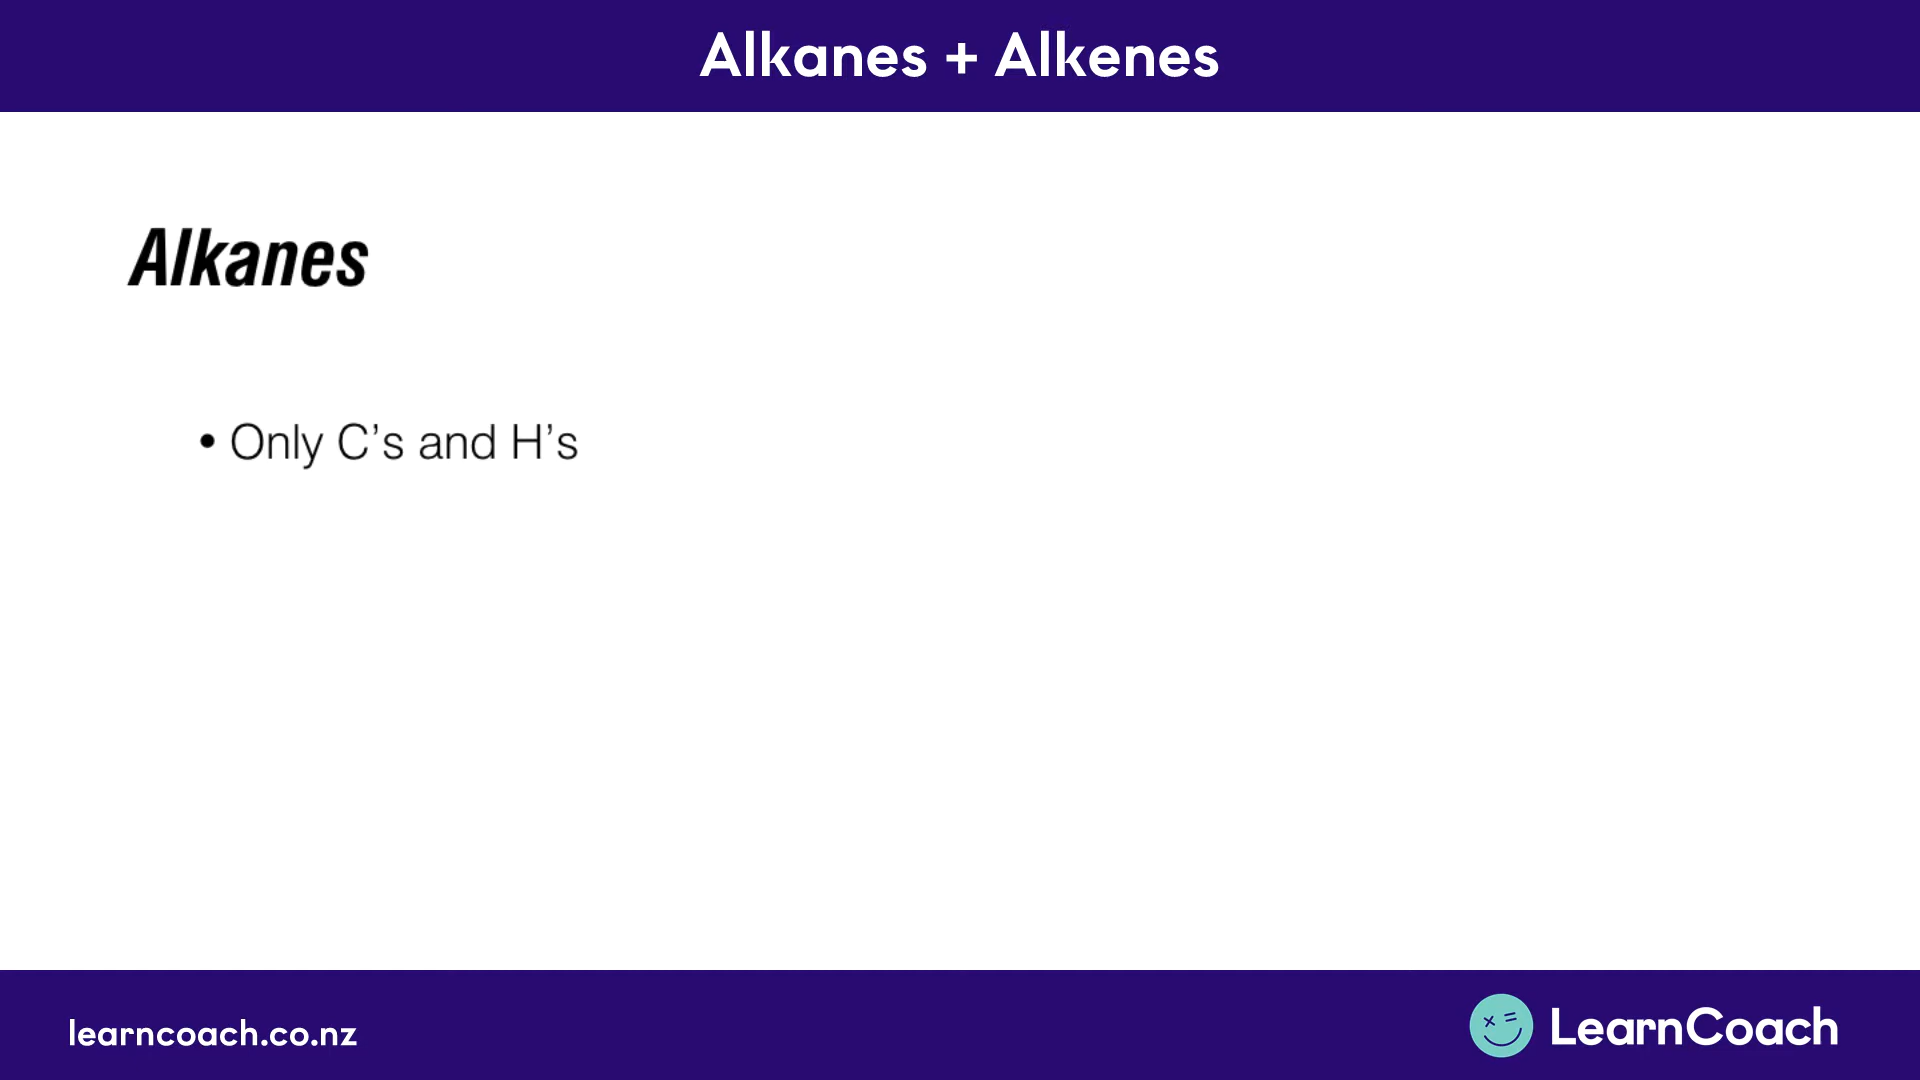 Alkanes + Alkenes
Alkanes
• Only C’s and H’s
learncoach.co.nz
LearnCoach